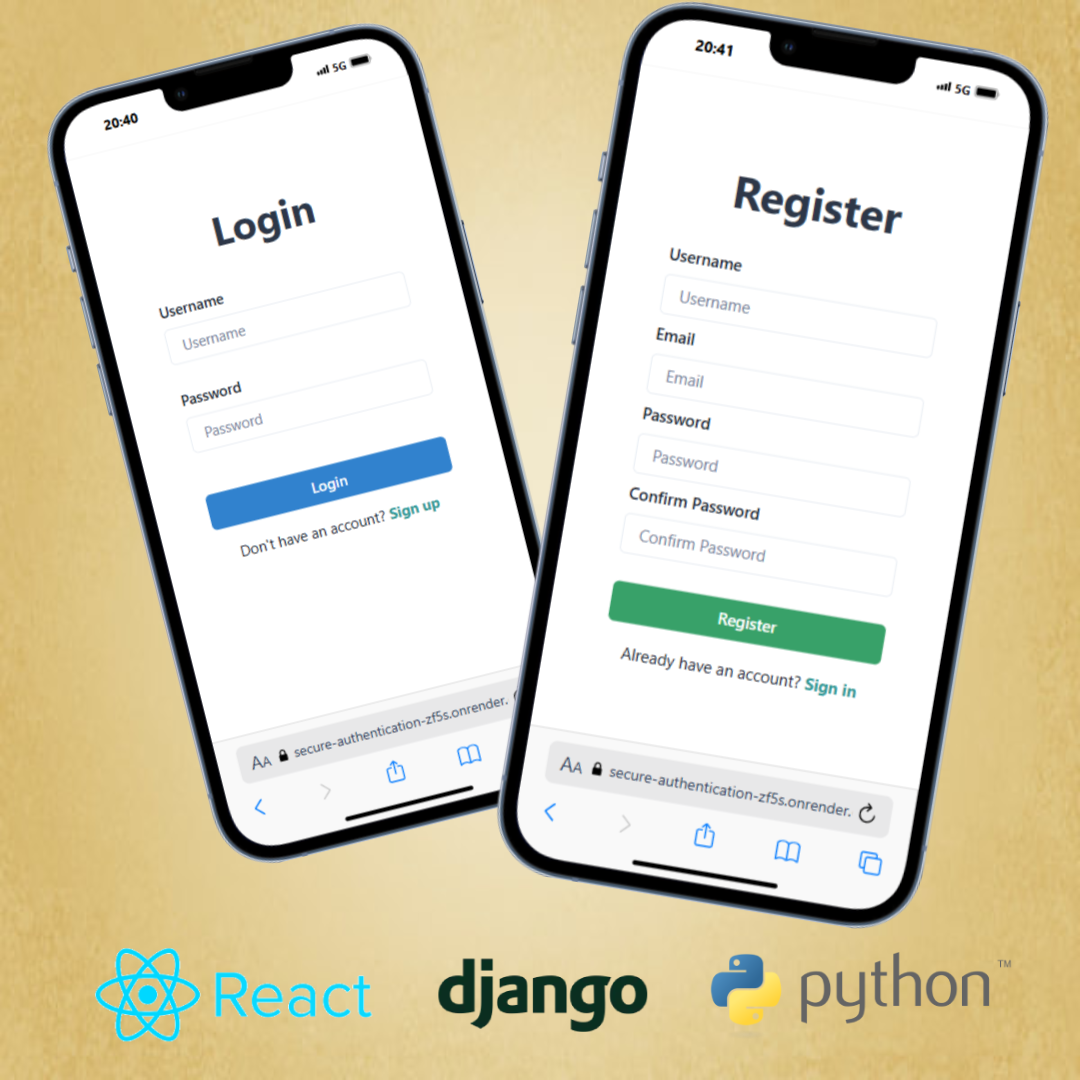 20:40
5G
Login
Username
Username
Password
Password
Login
Don't have an account? Sign up
AA secure-authentication-zf5s.onrender.
20:41
5G
Register
Username
Username
Email
Email
Password
Password
Confirm Password
Confirm Password
Register
Already have an account? Sign in
AA secure-authentication-zf5s.onrender.
React
django
python™